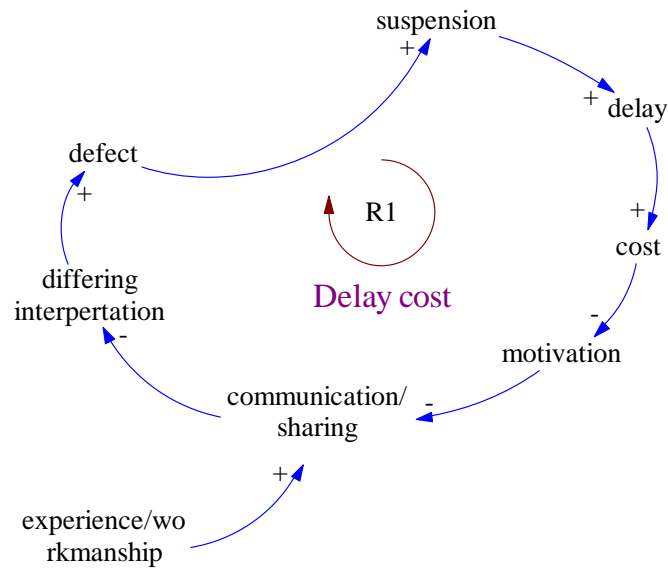 suspension
+
+
delay
defect
+
R1
+
cost
differing
interpertation
Delay cost
-
-
motivation
communication/
sharing
-
+
experience/wo
rkmanship